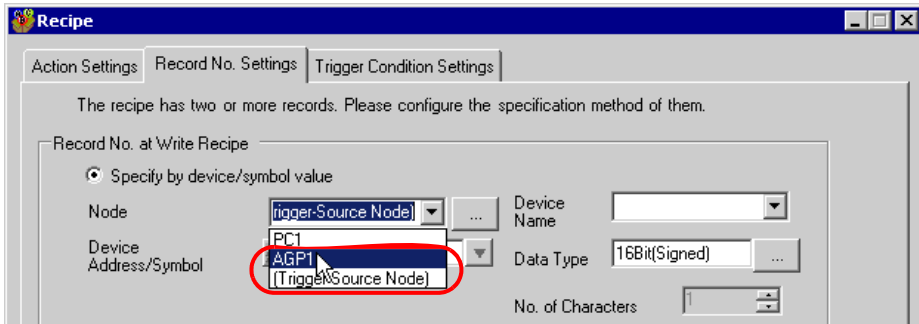 Recipe
Action Settings Record No. Settings Trigger Condition Settings
The recipe has two or more records. Please configure the specification method of them.
Record No. at Write Recipe
Specify by device/symbol value
Node rigger-Source Node) ... Device Name
PC1
AGP1
(Trigger-Source Node)
Device Address/Symbol
Data Type 16Bit(Signed) ...
No. of Characters 1